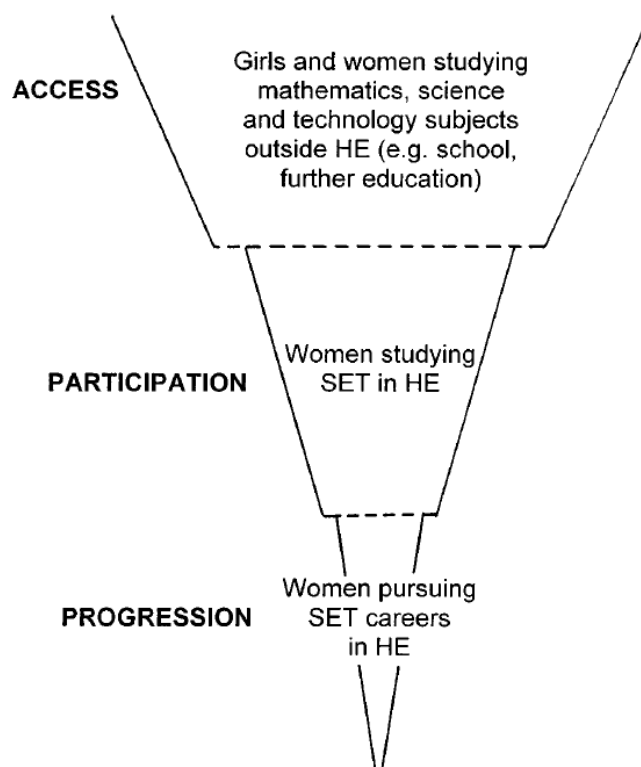 ACCESS
Girls and women studying
mathematics, science
and technology subjects
outside HE (e.g. school,
further education)
PARTICIPATION
Women studying
SET in HE
PROGRESSION
Women pursuing
SET careers
in HE